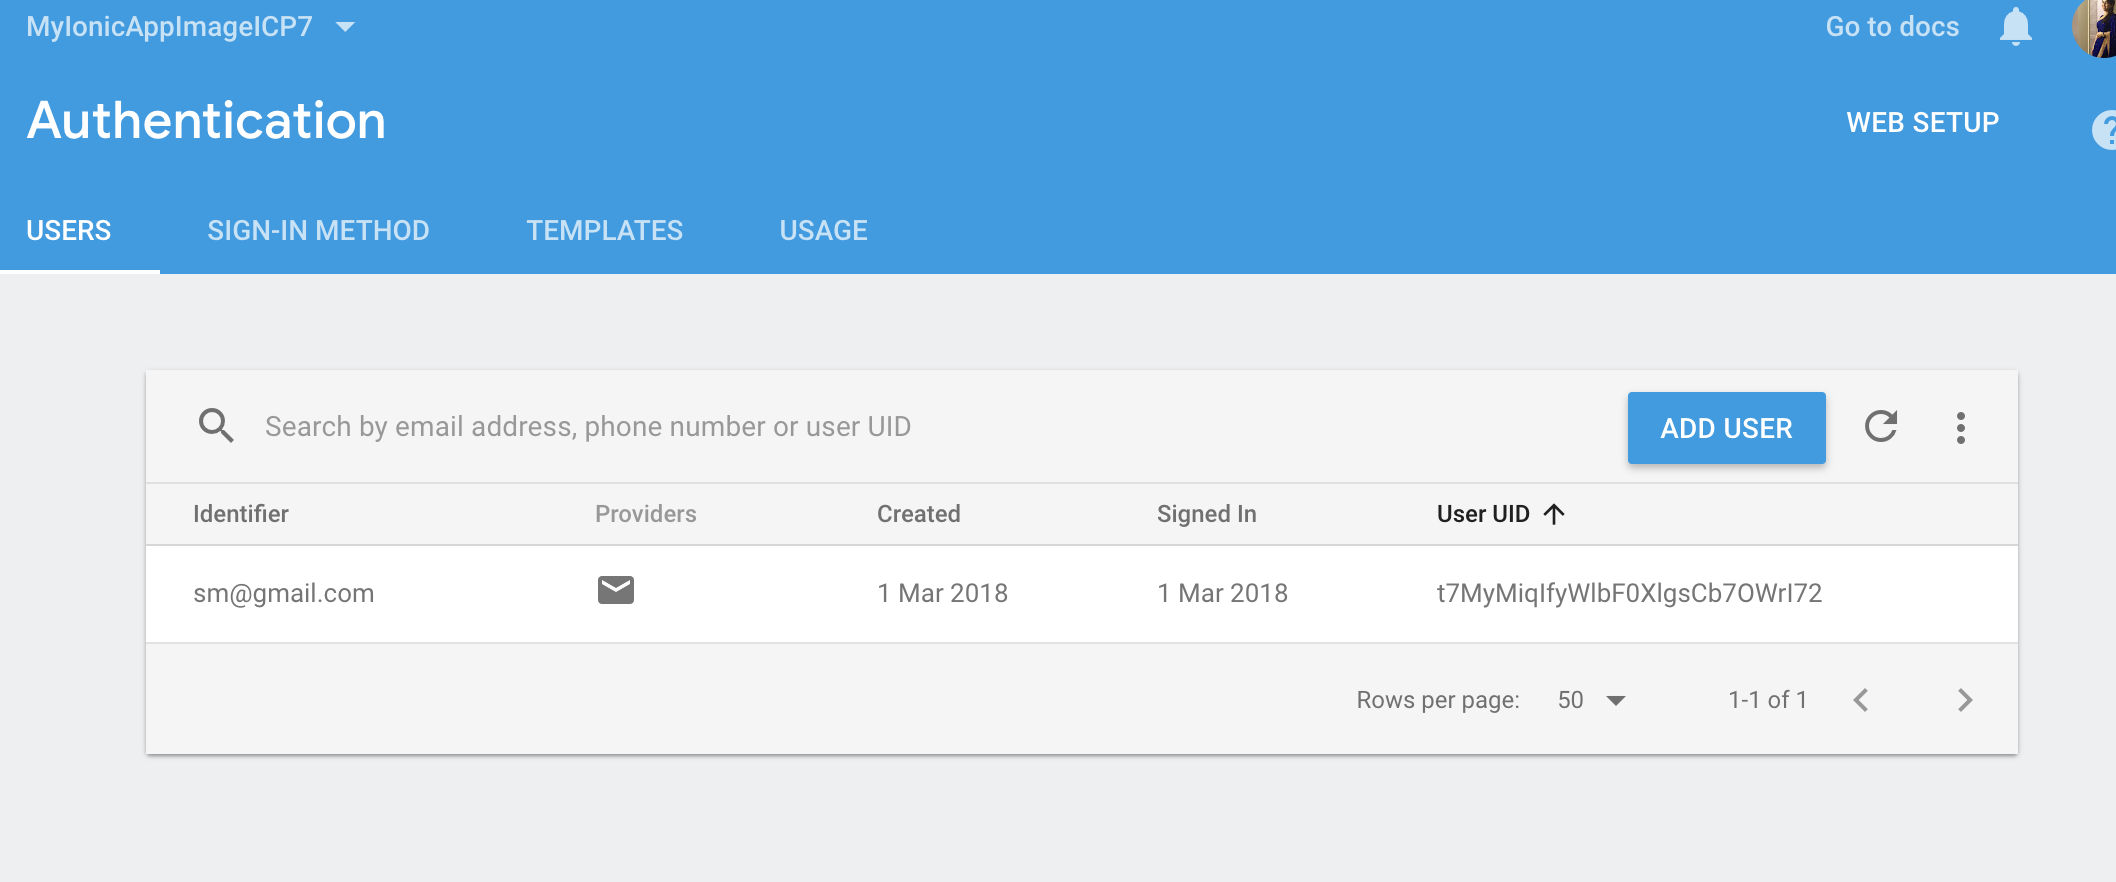 MyIonicAppImageICP7 Go to docs
Authentication WEB SETUP ?
USERS SIGN-IN METHOD TEMPLATES USAGE
Search by email address, phone number or user UID ADD USER
Identifier Providers Created Signed In User UID
sm@gmail.com 1 Mar 2018 1 Mar 2018 t7MyMiqIfyWlbF0XlgsCb7OWrI72
Rows per page: 50 1-1 of 1